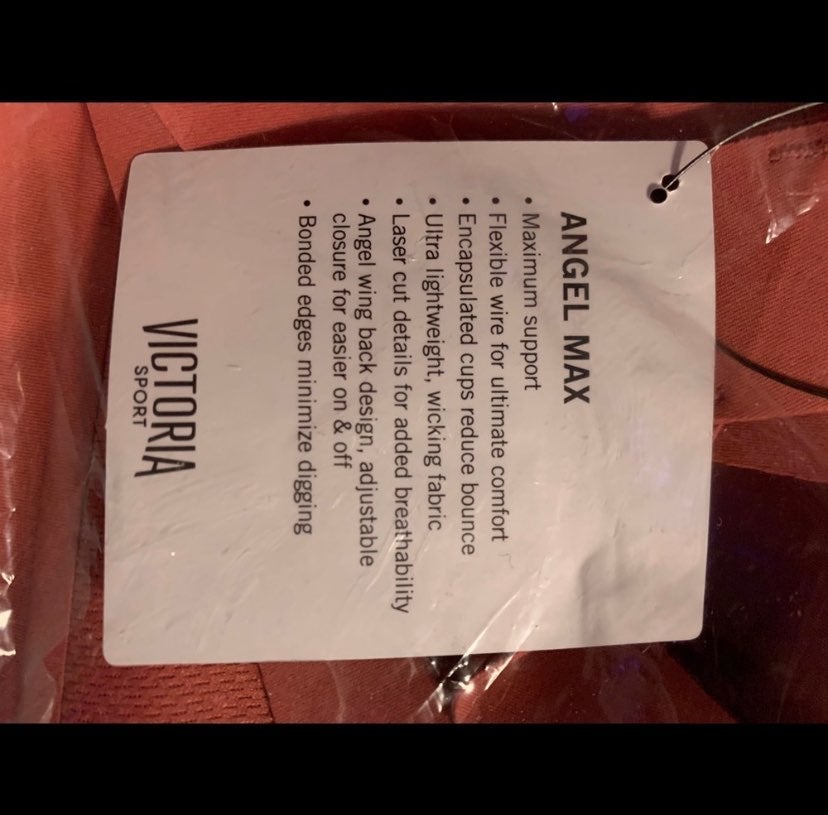 ANGEL MAX
• Maximum support
• Flexible wire for ultimate comfort
• Encapsulated cups reduce bounce
• Ultra lightweight, wicking fabric
• Laser cut details for added breathability
• Angel wing back design, adjustable
closure for easier on & off
• Bonded edges minimize digging
VICTORIA
SPORT